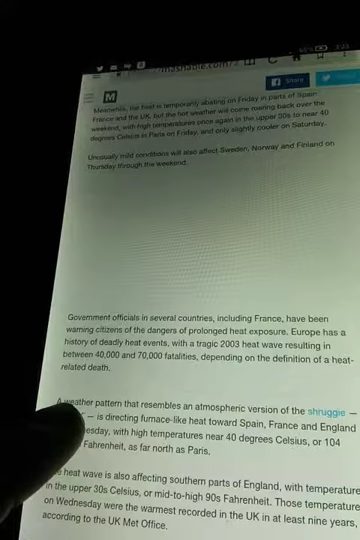 65% 3:23
mashable.com/2
M
Share
Meanwhile, the heat is temporarily abating on Friday in parts of Spain
France and the UK, but the hot weather will come roaring back over the
weekend, with high temperatures once again in the upper 30s to near 40
degrees Celsius in Paris on Friday, and only slightly cooler on Saturday.
Unusually mild conditions will also affect Sweden, Norway and Finland on
Thursday through the weekend.
Government officials in several countries, including France, have been
warning citizens of the dangers of prolonged heat exposure. Europe has a
history of deadly heat events, with a tragic 2003 heat wave resulting in
between 40,000 and 70,000 fatalities, depending on the definition of a heat-
related death.
A weather pattern that resembles an atmospheric version of the shruggie —
— is directing furnace-like heat toward Spain, France and England
esday, with high temperatures near 40 degrees Celsius, or 104
Fahrenheit, as far north as Paris.
e heat wave is also affecting southern parts of England, with temperature
in the upper 30s Celsius, or mid-to-high 90s Fahrenheit. Those temperature
on Wednesday were the warmest recorded in the UK in at least nine years,
according to the UK Met Office.